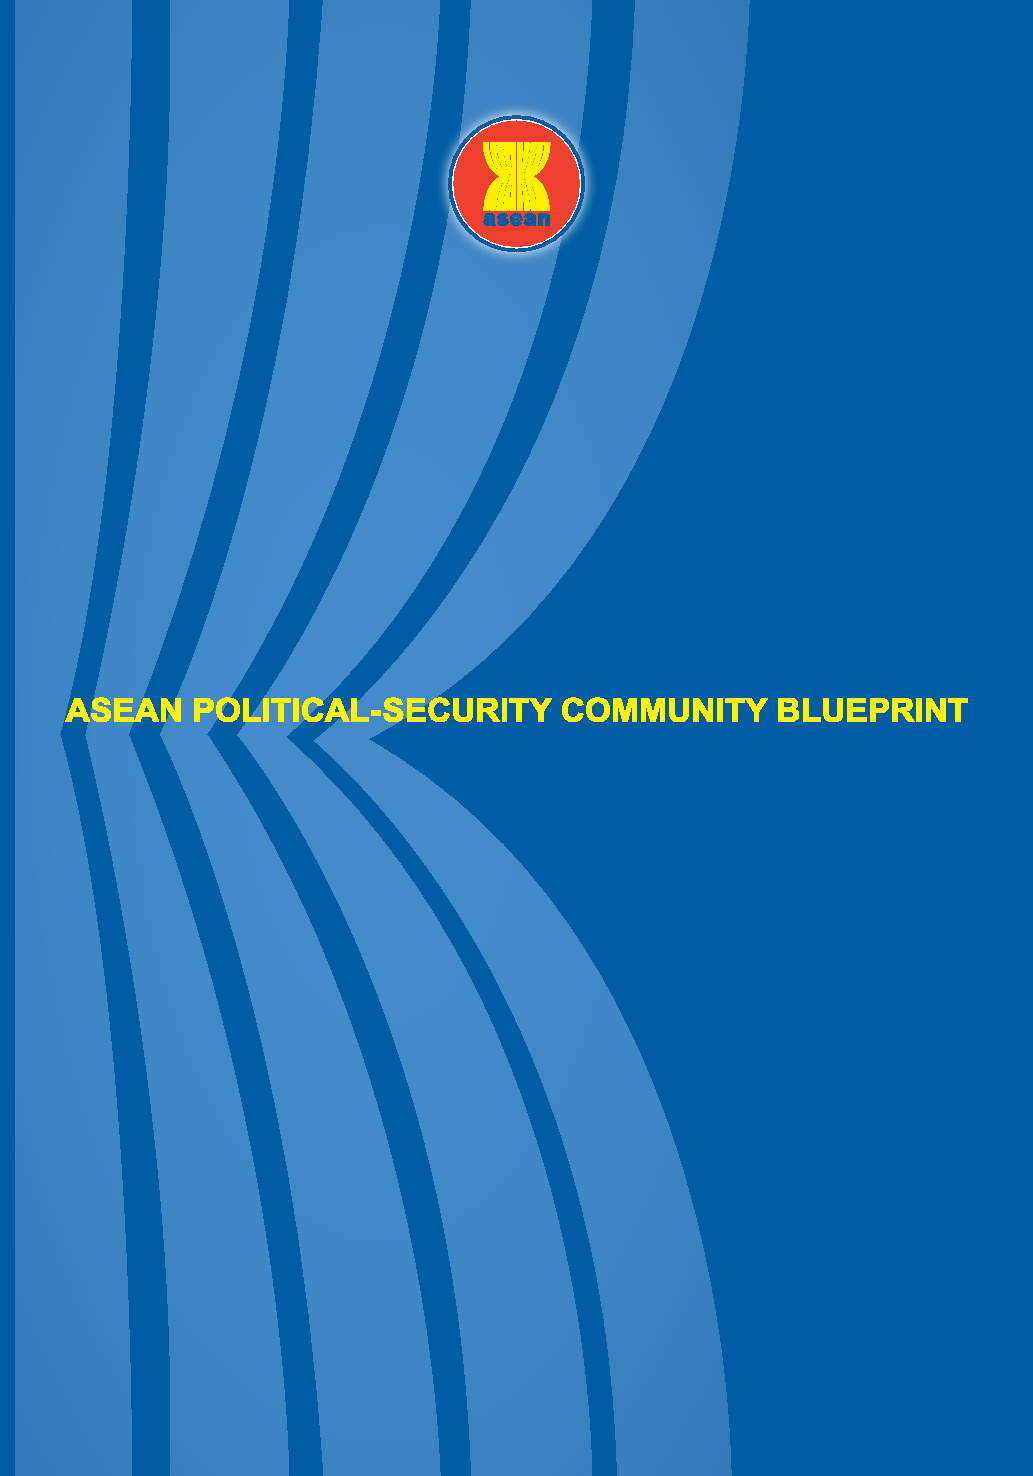 asean
ASEAN POLITICAL-SECURITY COMMUNITY BLUEPRINT